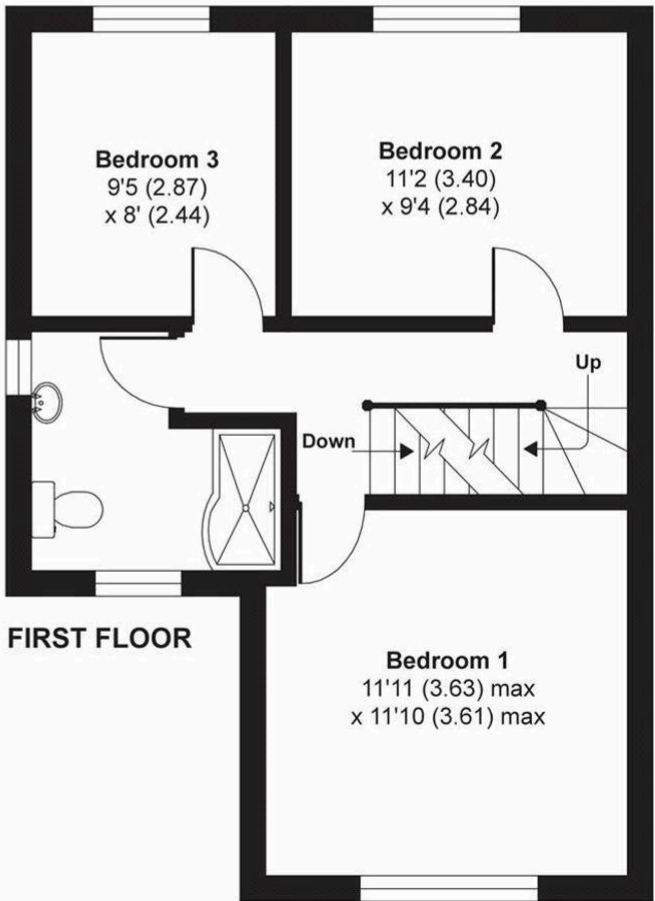 Bedroom 3
9'5 (2.87)
x 8' (2.44)
Bedroom 2
11'2 (3.40)
x 9'4 (2.84)
Up
Down
FIRST FLOOR
Bedroom 1
11'11 (3.63) max
x 11'10 (3.61) max